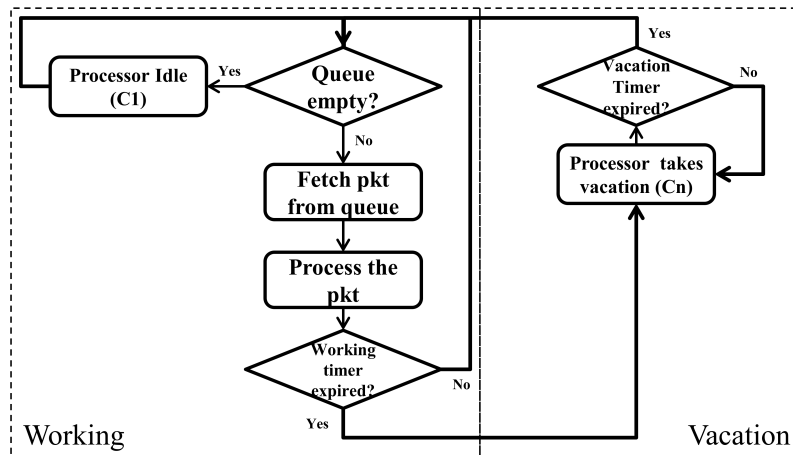 Processor Idle
(C1)
Yes
Queue
empty?
No
Fetch pkt
from queue
Process the
pkt
Working
timer
expired?
No
Yes
Working
Yes
Vacation
Timer
expired?
No
Processor takes
vacation (Cn)
Vacation